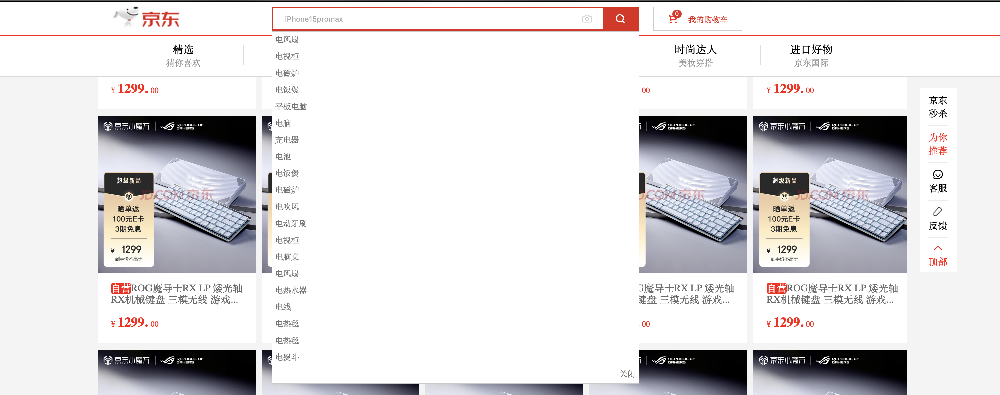 京东
iPhone15promax
0
我的购物车
精选
猜你喜欢
时尚达人
美妆穿搭
进口好物
京东国际
电风扇
电视柜
电磁炉
电饭煲
平板电脑
电脑
充电器
电池
电饭煲
电磁炉
电吹风
电动牙刷
电视柜
电脑桌
电风扇
电热水器
电线
电热毯
电热毯
电熨斗
关闭
¥ 1299.00
00
¥ 1299.00
京东小魔方
REPUBLIC OF
GAMERS
超级新品
JD.COM 京东
晒单返
100元E卡
3期免息
¥ 1299
到手价不高于
自营ROG魔导士RX LP 矮光轴
RX机械键盘 三模无线 游戏...
¥ 1299.00
REPUBLIC OF
GAMERS
.COM 京东
魔导士RX LP 矮光轴
键盘 三模无线 游戏...
00
京东小魔方
REPUBLIC OF
GAMERS
超级新品
JD.COM 京东
晒单返
100元E卡
3期免息
¥ 1299
到手价不高于
自营ROG魔导士RX LP 矮光轴
RX机械键盘 三模无线 游戏...
¥ 1299.00
京东小魔方
REPUBLIC OF
GAMERS
REPUBLIC OF
GAMERS
京东小魔方
REPUBLIC OF
GAMERS
京东
秒杀
为你
推荐
客服
反馈
顶部